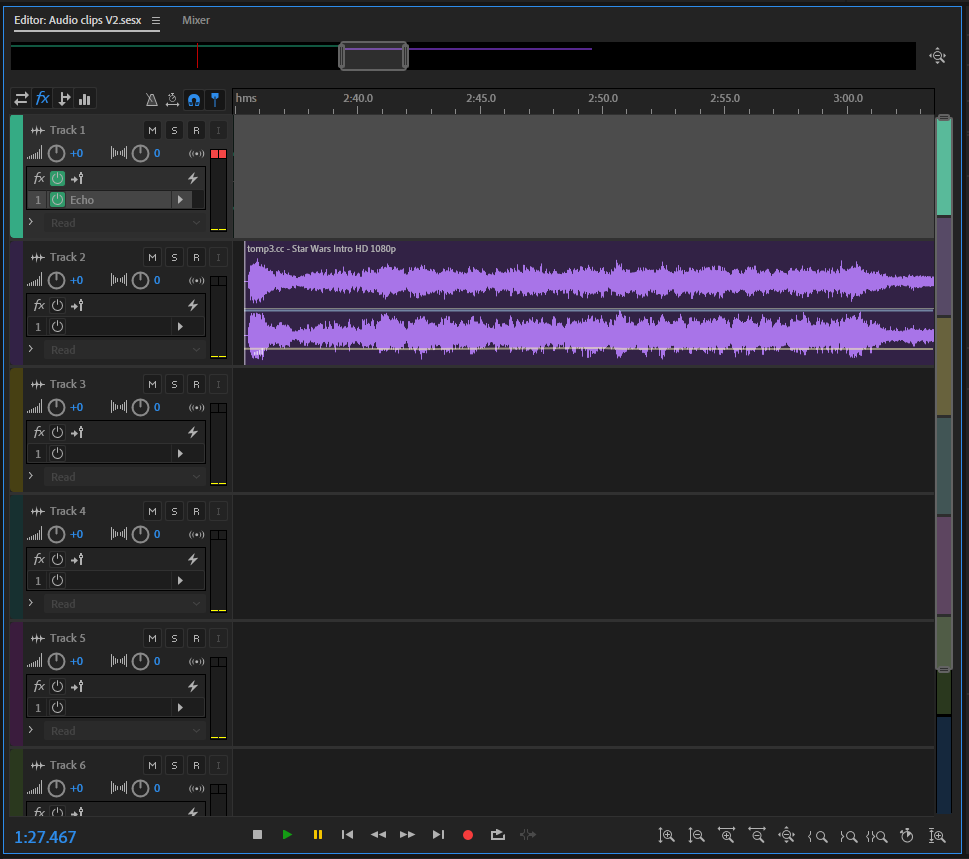 Editor: Audio clips V2.sesx Mixer
fx hms 2:40.0 2:45.0 2:50.0 2:55.0 3:00.0
Track 1 M S R I
+0 0
fx
1 Echo
Read
Track 2 M S R I
tomp3.cc - Star Wars Intro HD 1080p
+0 0
fx
1
Read
Track 3 M S R I
+0 0
fx
1
Read
Track 4 M S R I
+0 0
fx
1
Read
Track 5 M S R I
+0 0
fx
1
Read
Track 6 M S R I
+0 0
fx
1:27.467